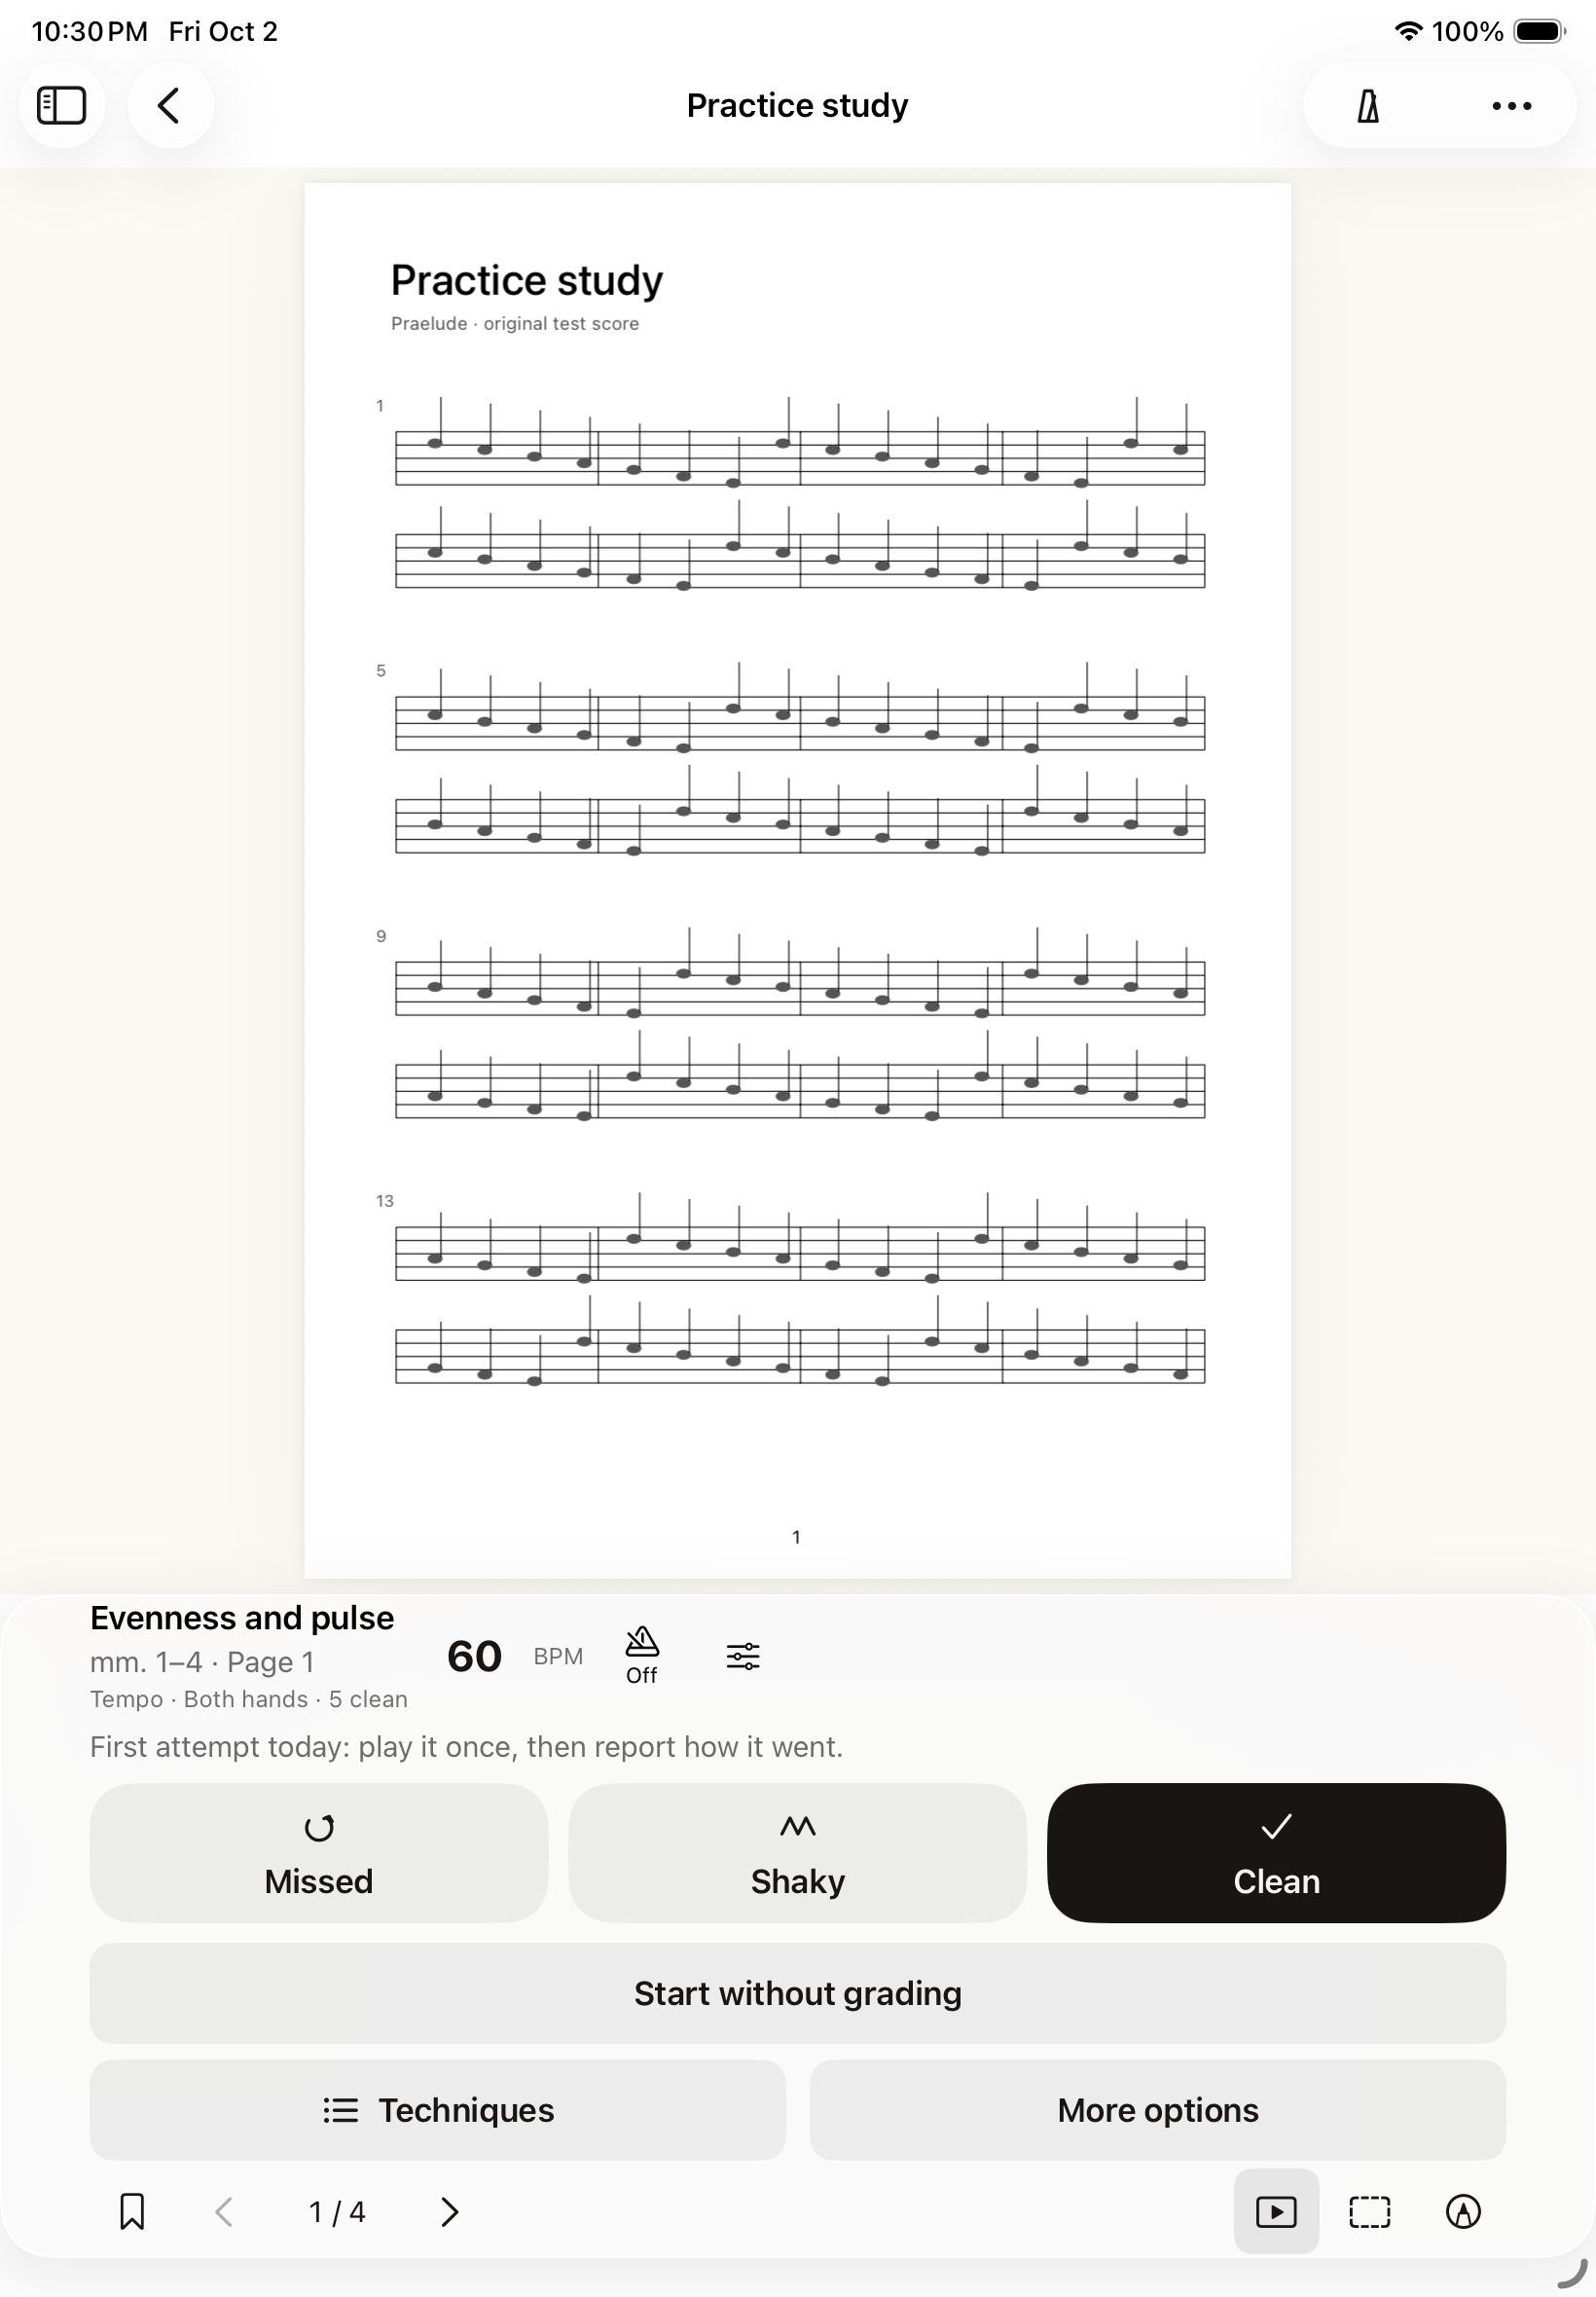 10:30 PM Fri Oct 2
100%
Practice study
Practice study
Praelude · original test score
1
5
9
13
1
Evenness and pulse
mm. 1–4 · Page 1
Tempo · Both hands · 5 clean
60 BPM
Off
First attempt today: play it once, then report how it went.
Missed
Shaky
Clean
Start without grading
Techniques
More options
1 / 4